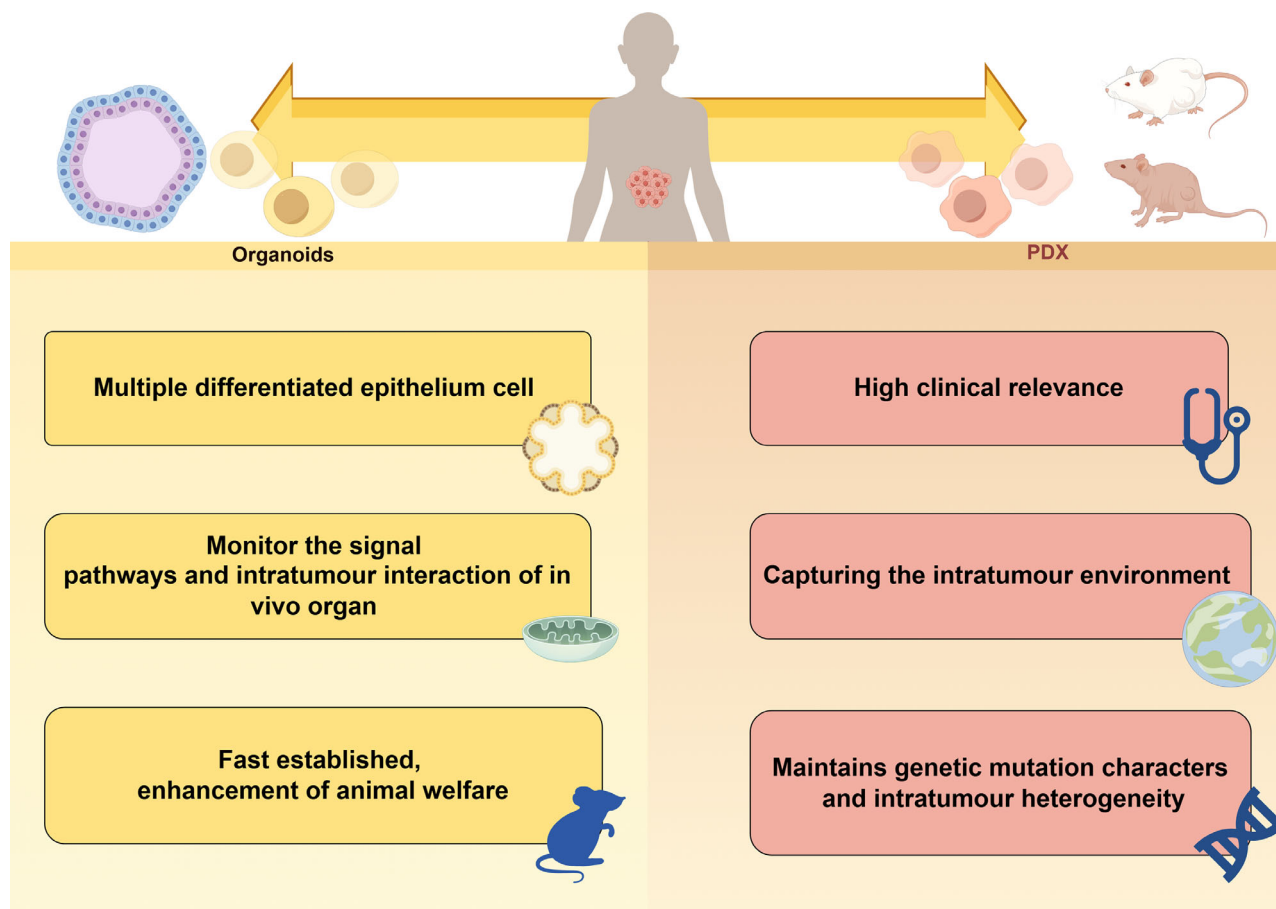 Organoids
PDX
Multiple differentiated epithelium cell
High clinical relevance
Monitor the signal
pathways and intratumour interaction of in
vivo organ
Capturing the intratumour environment
Fast established,
enhancement of animal welfare
Maintains genetic mutation characters
and intratumour heterogeneity